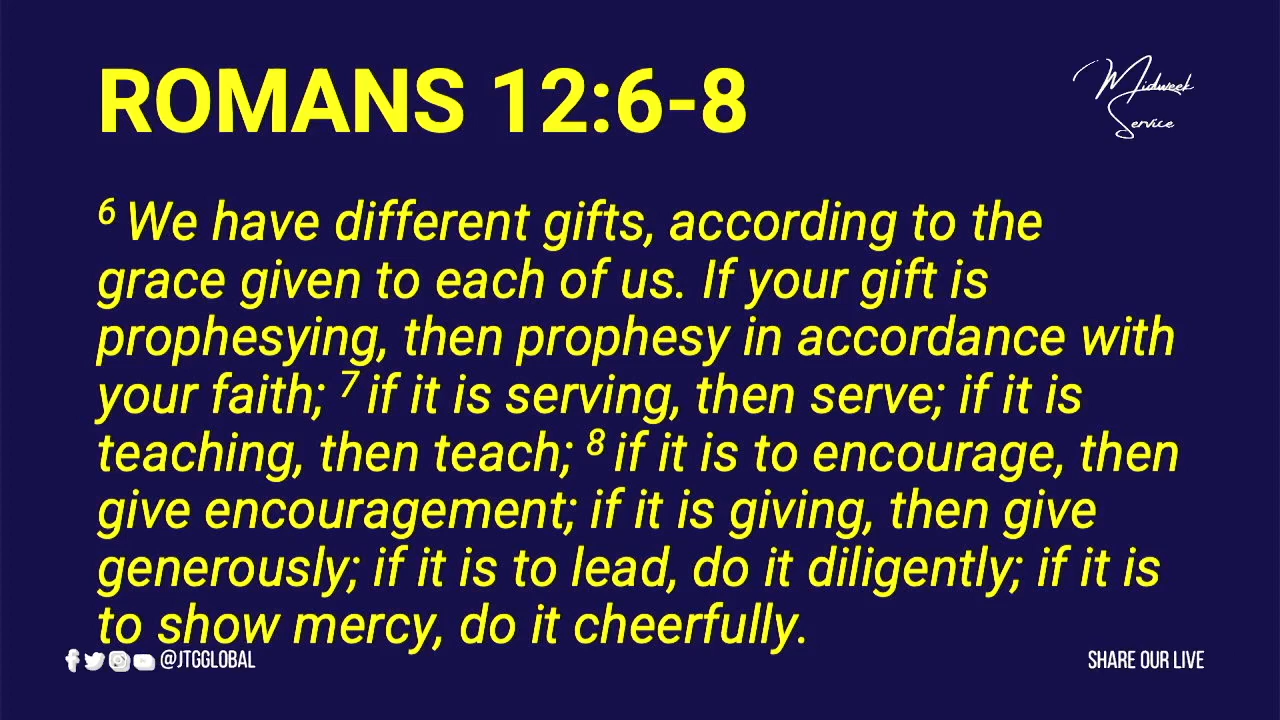 ROMANS 12:6-8
Midweek
Service
6 We have different gifts, according to the
grace given to each of us. If your gift is
prophesying, then prophesy in accordance with
your faith; 7 if it is serving, then serve; if it is
teaching, then teach; 8 if it is to encourage, then
give encouragement; if it is giving, then give
generously; if it is to lead, do it diligently; if it is
to show mercy, do it cheerfully.
@JTGGLOBAL
SHARE OUR LIVE